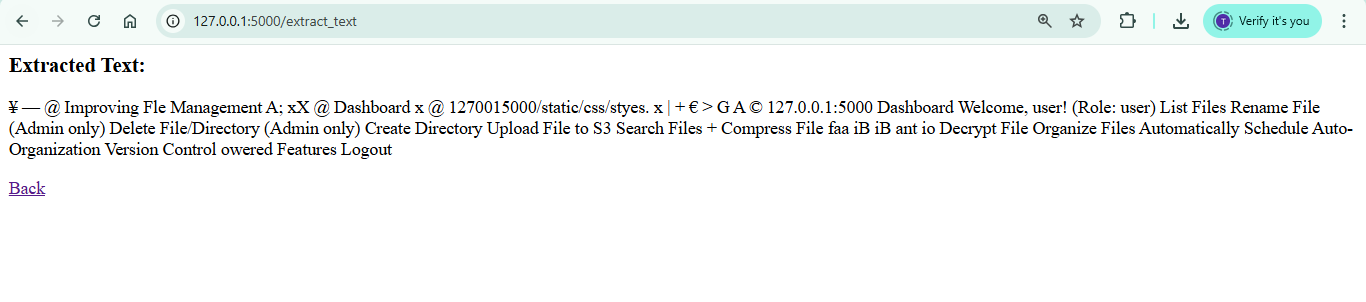 127.0.0.1:5000/extract_text
Verify it's you
Extracted Text:
¥ — @ Improving Fle Management A; xX @ Dashboard x @ 1270015000/static/css/styes. x | + € > G A © 127.0.0.1:5000 Dashboard Welcome, user! (Role: user) List Files Rename File
(Admin only) Delete File/Directory (Admin only) Create Directory Upload File to S3 Search Files + Compress File faa iB iB ant io Decrypt File Organize Files Automatically Schedule Auto-
Organization Version Control owered Features Logout
Back